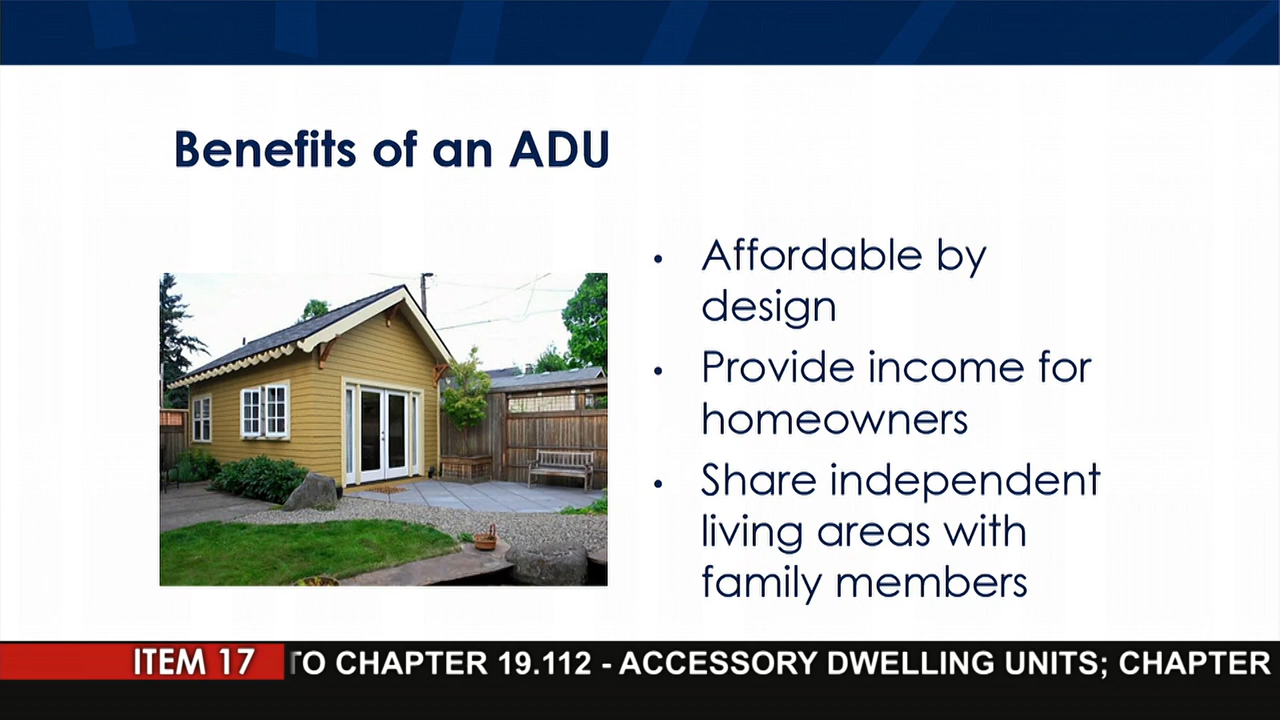 Benefits of an ADU
• Affordable by
design
• Provide income for
homeowners
• Share independent
living areas with
family members
ITEM 17 TO CHAPTER 19.112 - ACCESSORY DWELLING UNITS; CHAPTER